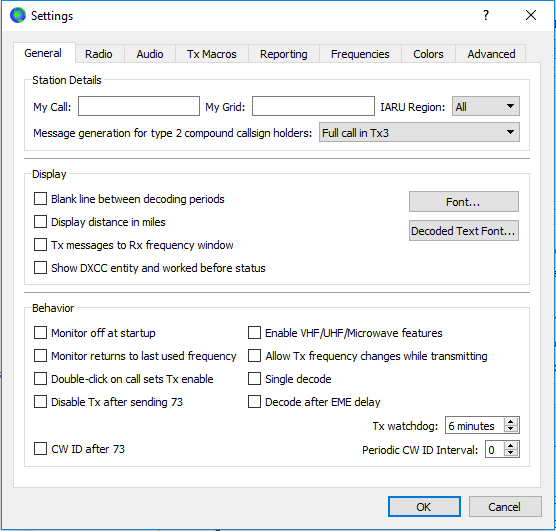 Settings
General Radio Audio Tx Macros Reporting Frequencies Colors Advanced
Station Details
My Call: My Grid: IARU Region: All
Message generation for type 2 compound callsign holders: Full call in Tx3
Display
Blank line between decoding periods Font...
Display distance in miles
Decoded Text Font...
Tx messages to Rx frequency window
Show DXCC entity and worked before status
Behavior
Monitor off at startup Enable VHF/UHF/Microwave features
Monitor returns to last used frequency Allow Tx frequency changes while transmitting
Double-click on call sets Tx enable Single decode
Disable Tx after sending 73 Decode after EME delay
Tx watchdog: 6 minutes
CW ID after 73 Periodic CW ID Interval: 0
OK Cancel